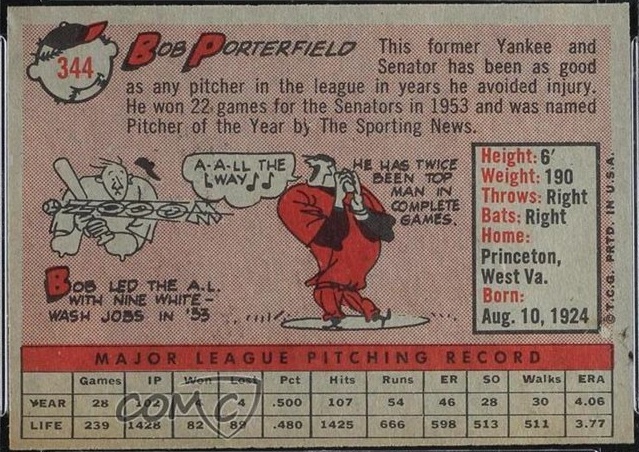 344
BOB PORTERFIELD
This former Yankee and
Senator has been as good
as any pitcher in the league in years he avoided injury.
He won 22 games for the Senators in 1953 and was named
Pitcher of the Year by The Sporting News.
A-A-LL THE
WAY
HE HAS TWICE
BEEN TOP
MAN IN
COMPLETE
GAMES.
ZOOOM
BOB LED THE A.L.
WITH NINE WHITE-
WASH JOBS IN '53
Height: 6'
Weight: 190
Throws: Right
Bats: Right
Home:
Princeton,
West Va.
Born:
Aug. 10, 1924
© T.C.G. PRTD. IN U.S.A.
MAJOR LEAGUE PITCHING RECORD
Games IP Won Lost Pct Hits Runs ER SO Walks ERA
YEAR 28 102 4 4 .500 107 54 46 28 30 4.06
LIFE 239 1428 82 89 .480 1425 666 598 513 511 3.77
COMC